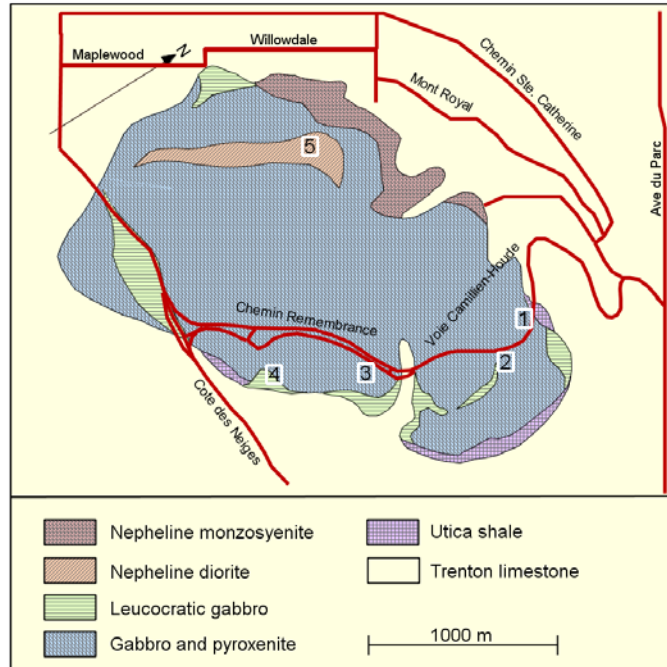 Willowdale
Maplewood
N
Chemin Ste. Catherine
Mont Royal
Ave du Parc
5
Voie Camillien-Houde
1
Chemin Remembrance
2
3
4
Cote des Neiges
Nepheline monzosyenite
Utica shale
Nepheline diorite
Trenton limestone
Leucocratic gabbro
Gabbro and pyroxenite
1000 m